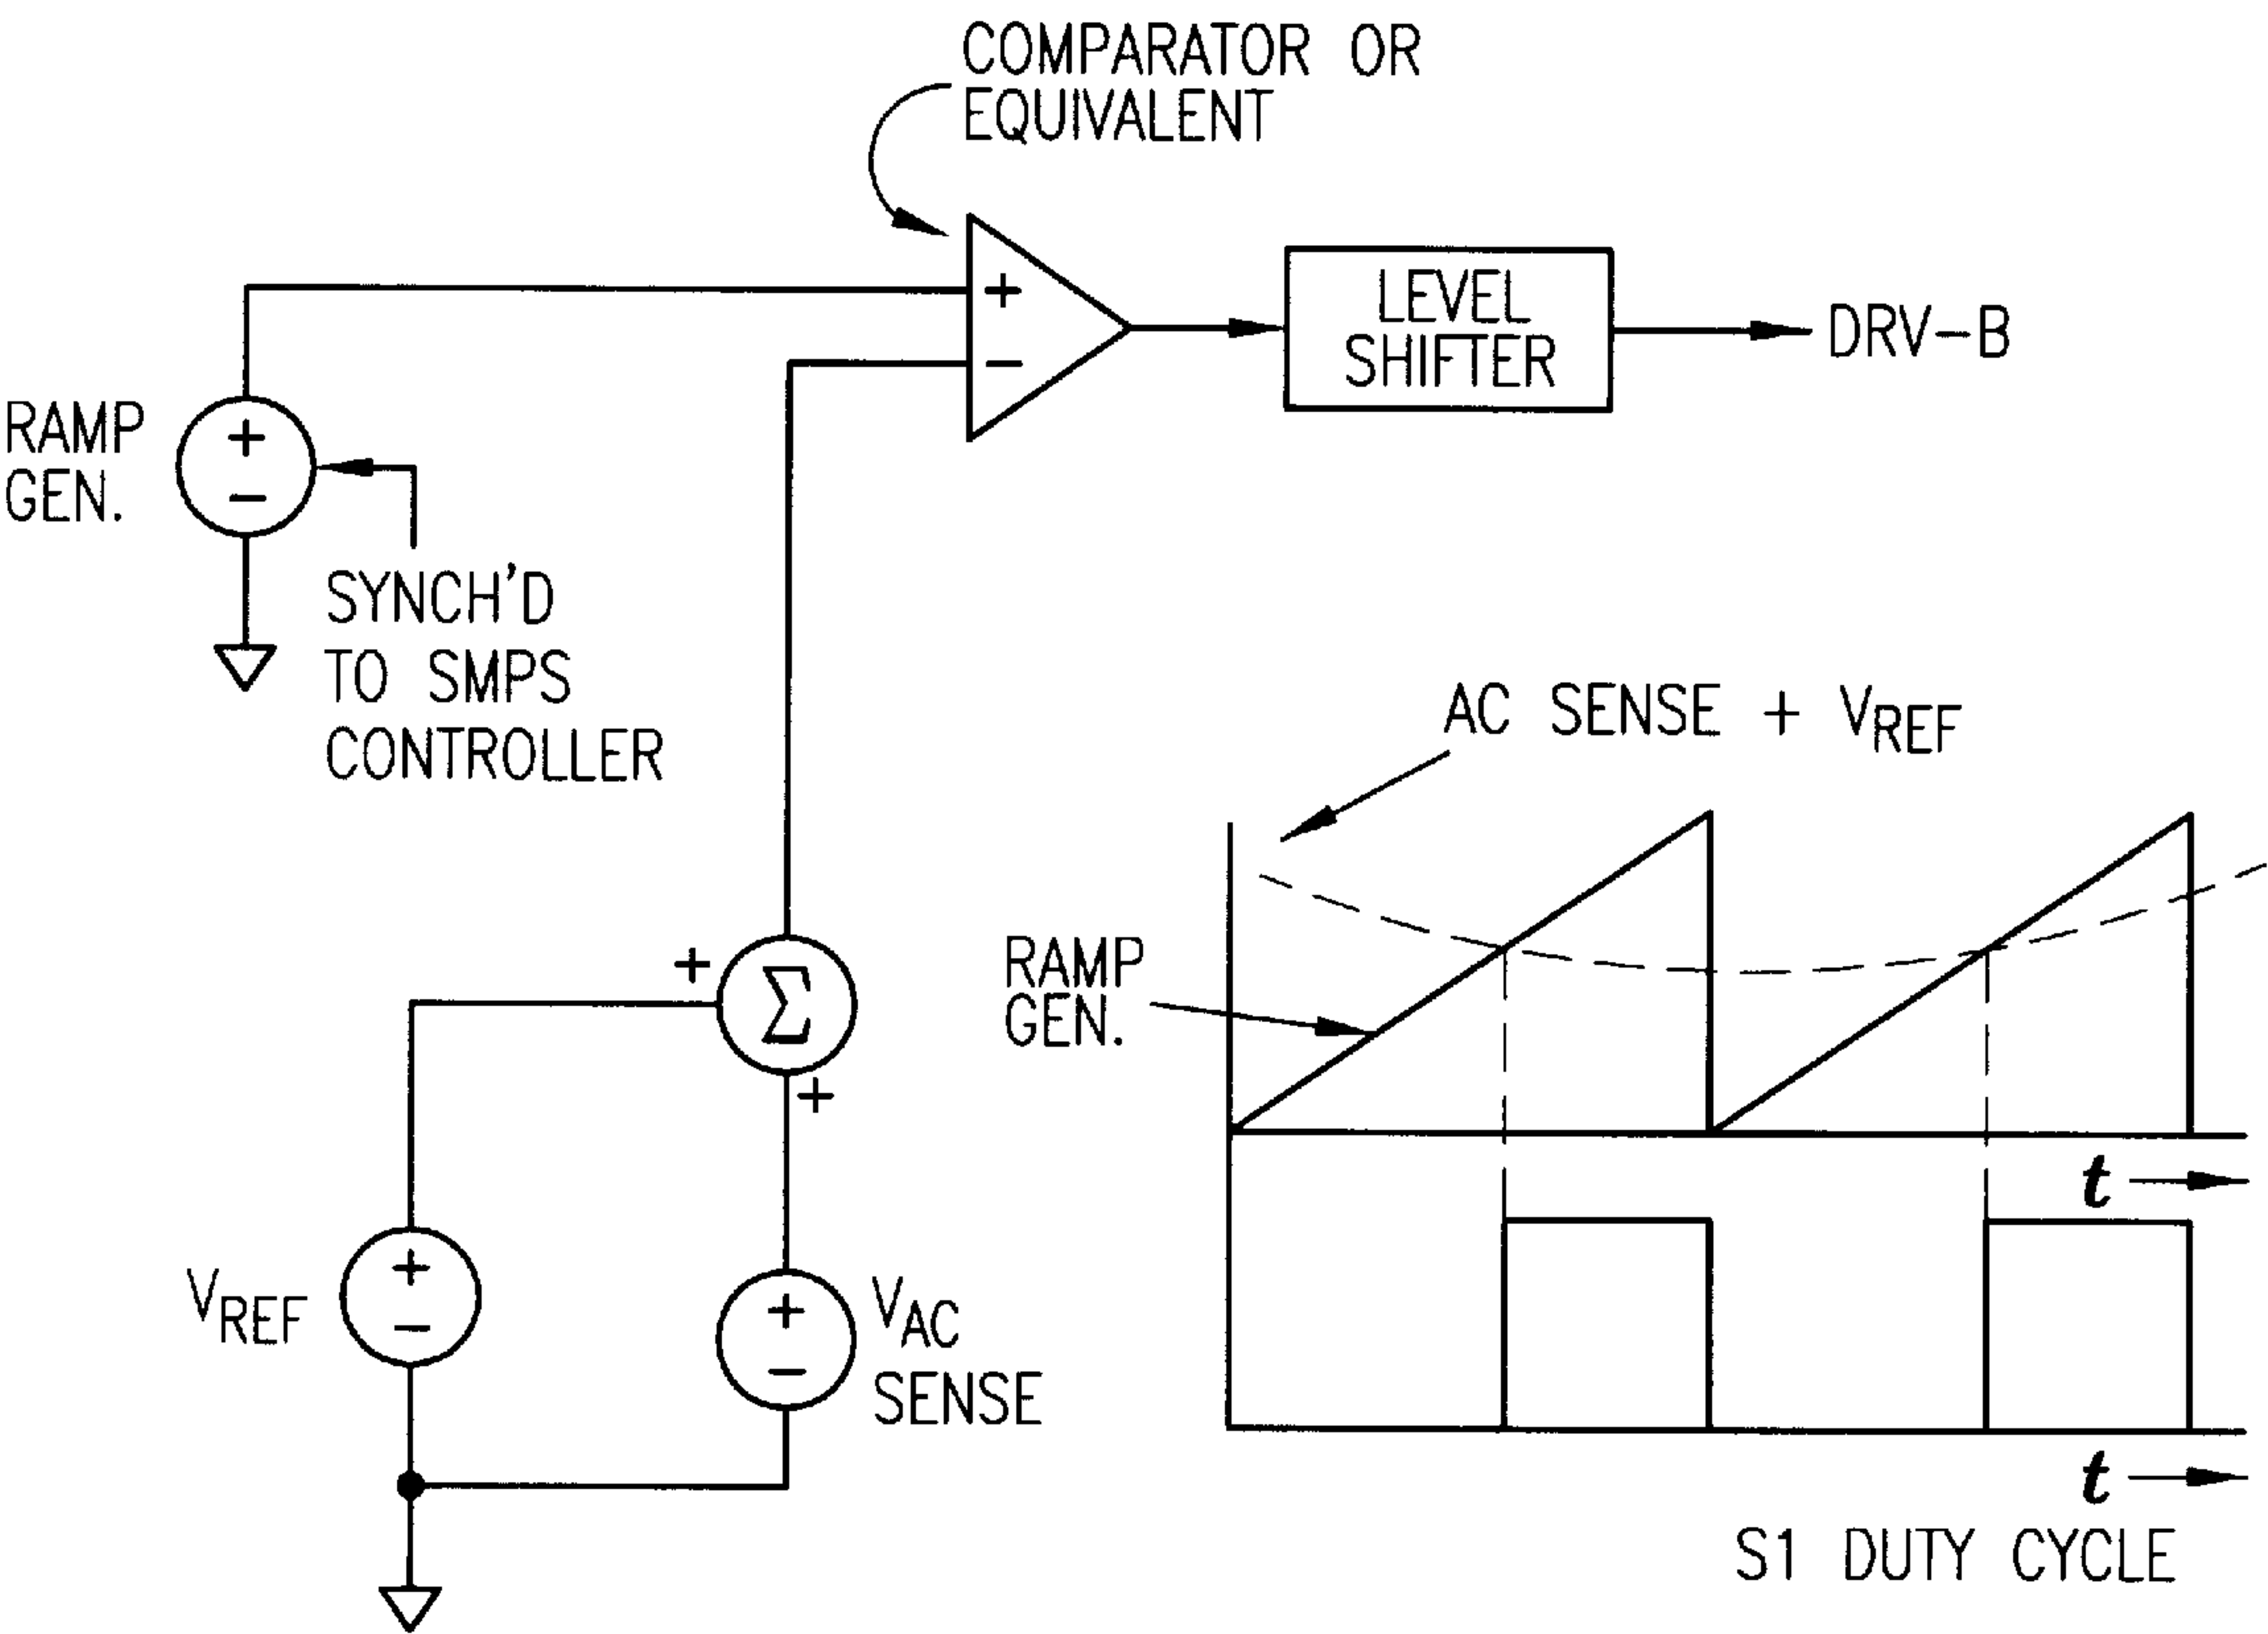 COMPARATOR OR
EQUIVALENT
+
−
LEVEL
SHIFTER
DRV-B
RAMP
GEN.
+
−
SYNCH'D
TO SMPS
CONTROLLER
AC SENSE + VREF
RAMP
GEN.
+
Σ
+
t
VREF
+
−
+
−
VAC
SENSE
t
S1 DUTY CYCLE